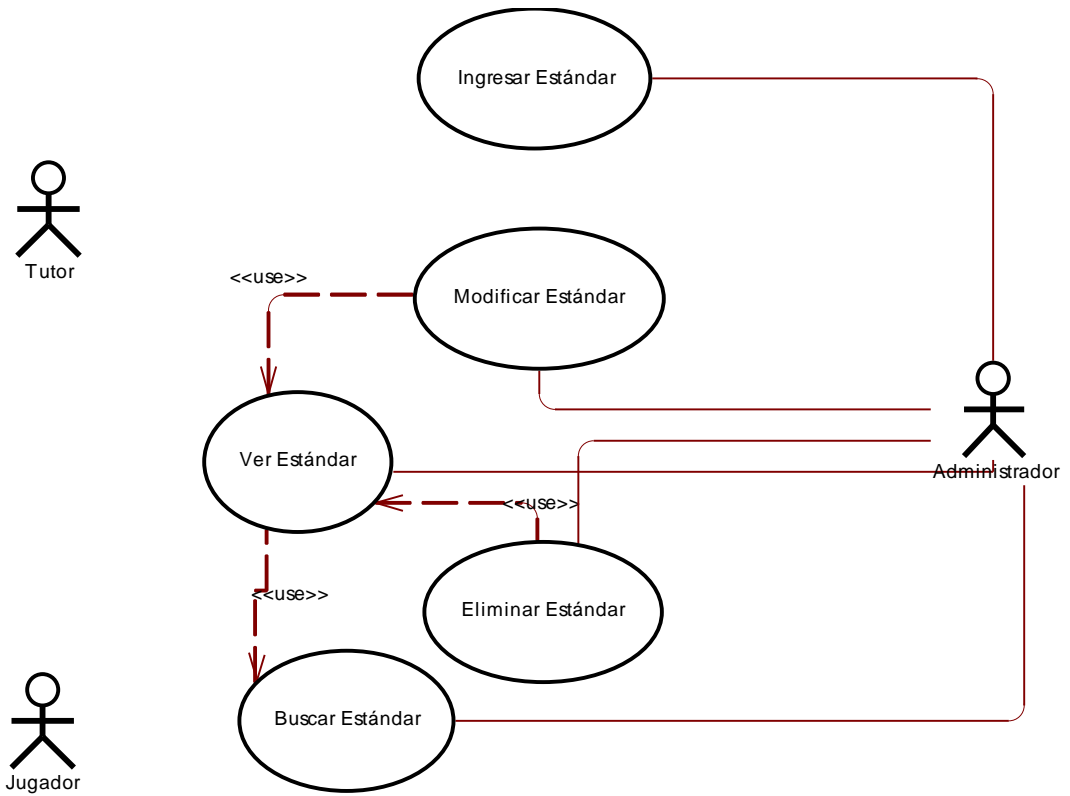 Ingresar Estándar
Tutor
<<use>>
Modificar Estándar
Ver Estándar
Administrador
<<use>>
<<use>>
Eliminar Estándar
Buscar Estándar
Jugador